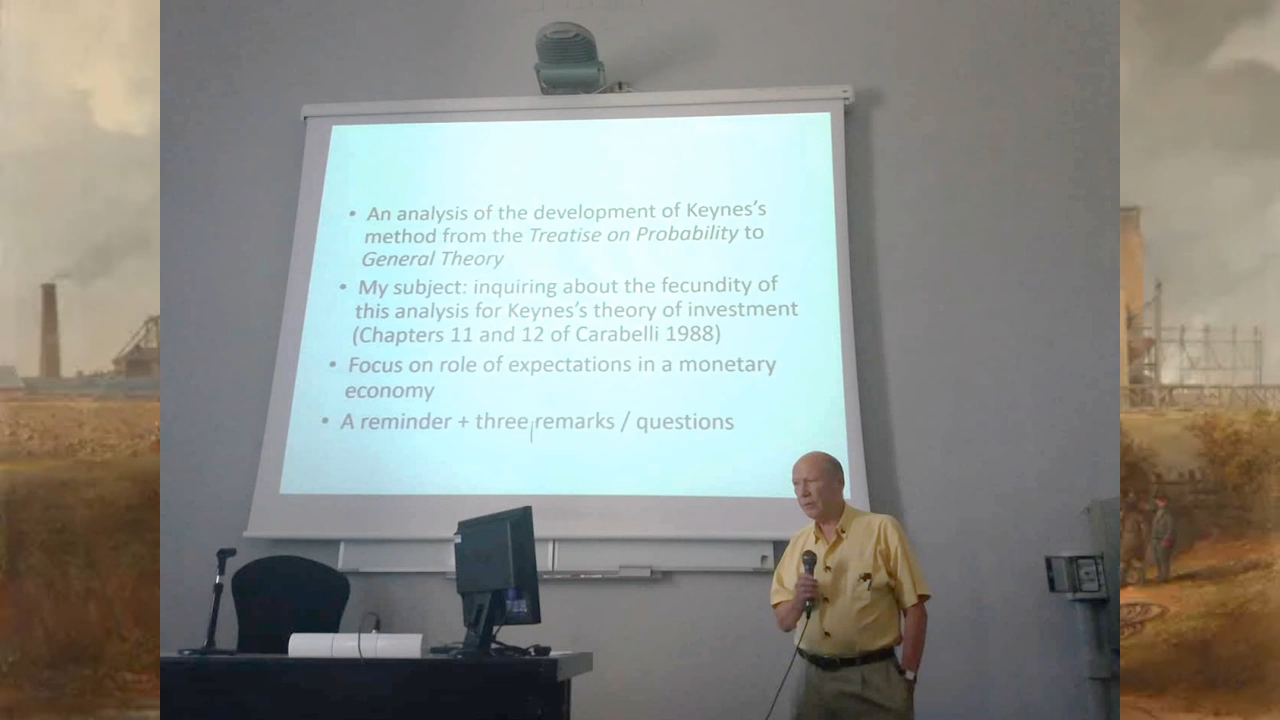 • An analysis of the development of Keynes's
method from the Treatise on Probability to
General Theory
• My subject: inquiring about the fecundity of
this analysis for Keynes's theory of investment
(Chapters 11 and 12 of Carabelli 1988)
• Focus on role of expectations in a monetary
economy
• A reminder + three remarks / questions